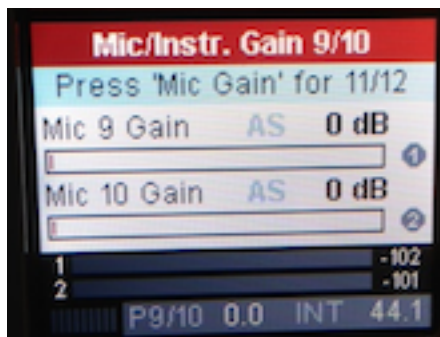 Mic/Instr. Gain 9/10
Press 'Mic Gain' for 11/12
Mic 9 Gain AS 0 dB
1
Mic 10 Gain AS 0 dB
2
1 -102
2 -101
P9/10 0.0 INT 44.1